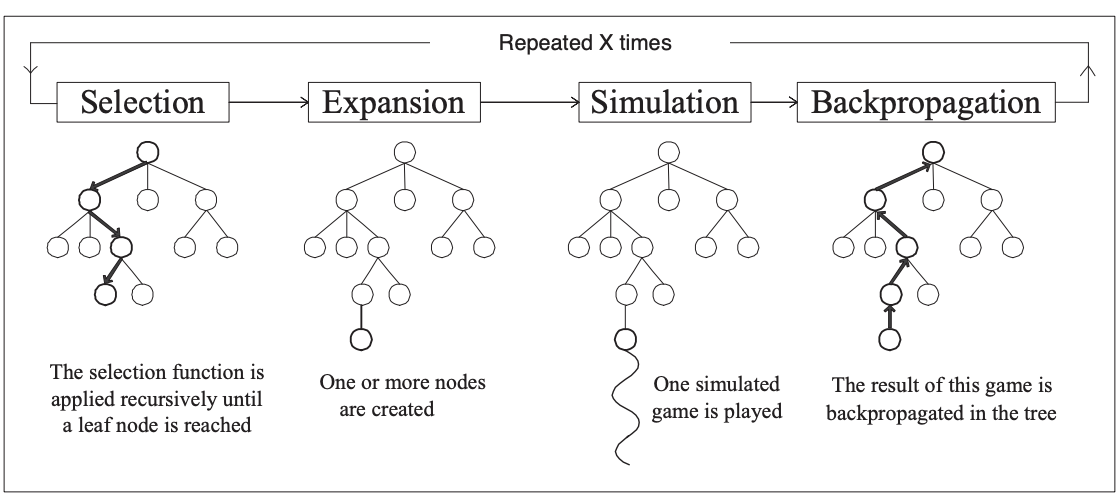 Repeated X times
Selection
Expansion
Simulation
Backpropagation
The selection function is
applied recursively until
a leaf node is reached
One or more nodes
are created
One simulated
game is played
The result of this game is
backpropagated in the tree